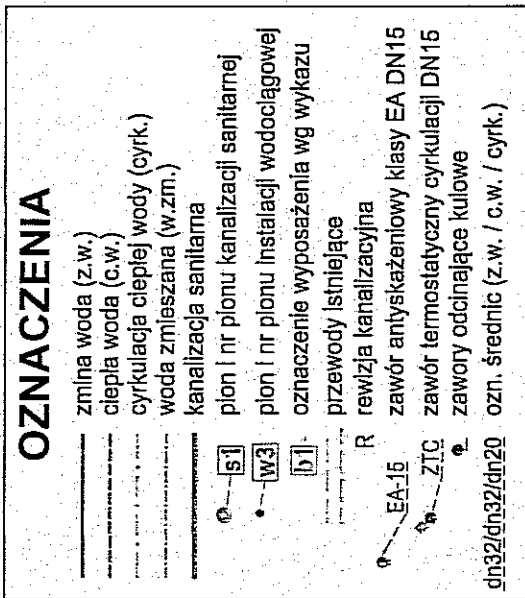 OZNACZENIA
zmina woda (z.w.)
ciepła woda (c.w.)
cyrkulacja ciepłej wody (cyrk.)
woda zmieszana (w.zm.)
kanalizacja sanitarna
s1 pion i nr pionu kanalizacji sanitarnej
w3 pion i nr pionu instalacji wodociągowej
b1 oznaczenie wyposażenia wg wykazu
przewody istniejące
R rewizja kanalizacyjna
EA-15 zawór antyskażeniowy klasy EA DN15
ZTC zawór termostatyczny cyrkulacji DN15
zawory odcinające kulowe
dn32/dn32/dn20 ozn. średnic (z.w. / c.w. / cyrk.)